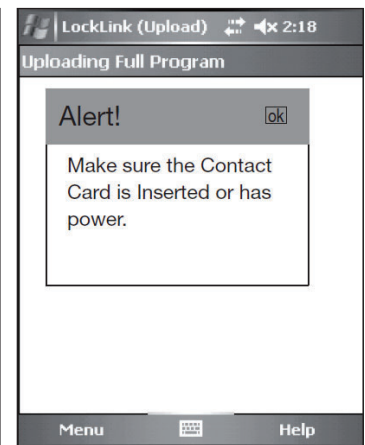 LockLink (Upload) 2:18
Uploading Full Program
Alert! ok
Make sure the Contact
Card is Inserted or has
power.
Menu Help